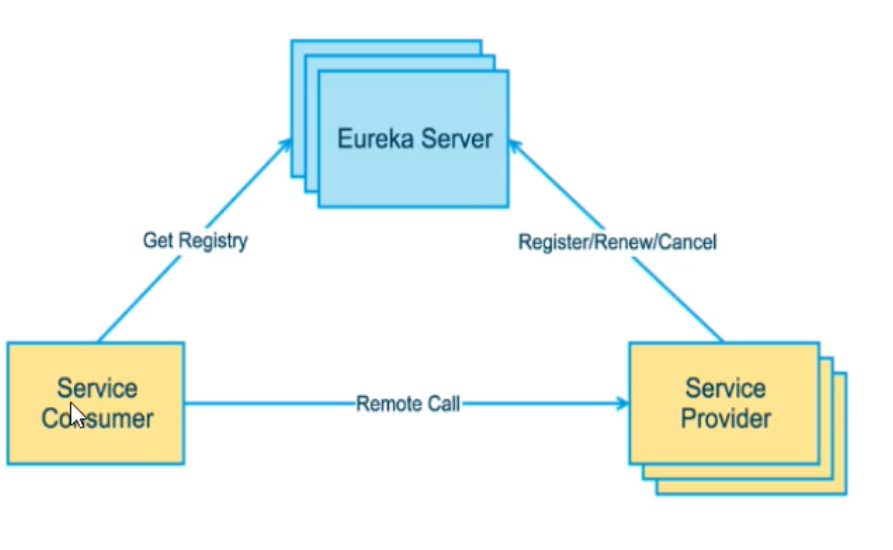 Eureka Server
Get Registry
Register/Renew/Cancel
Service
Consumer
Remote Call
Service
Provider